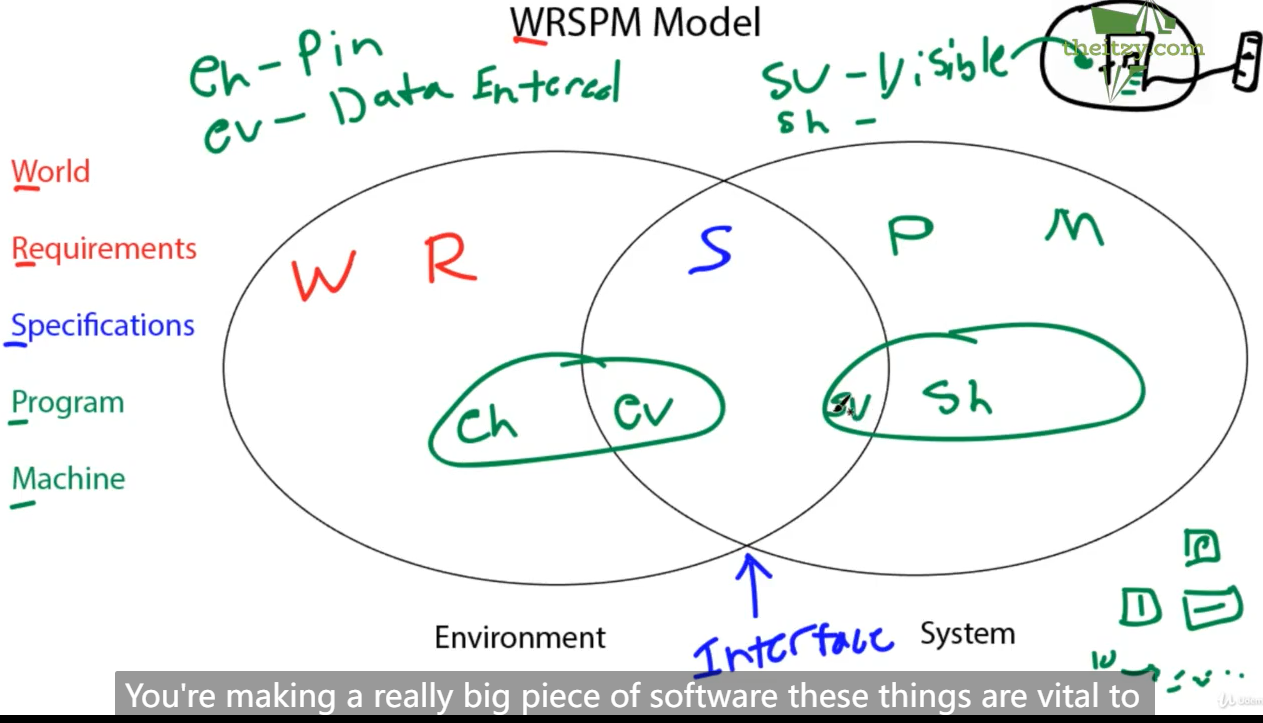 WRSPM Model
theitzy.com
eh - Pin
ev - Data Entered
sv - Visible
sh -
World
Requirements
Specifications
Program
Machine
W R S P M
eh ev sv sh
Environment
Interface
System
You're making a really big piece of software these things are vital to